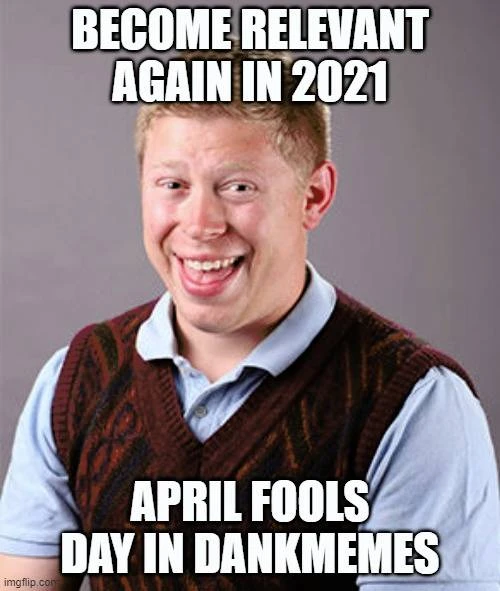 BECOME RELEVANT
AGAIN IN 2021
APRIL FOOLS
DAY IN DANKMEMES
imgflip.com